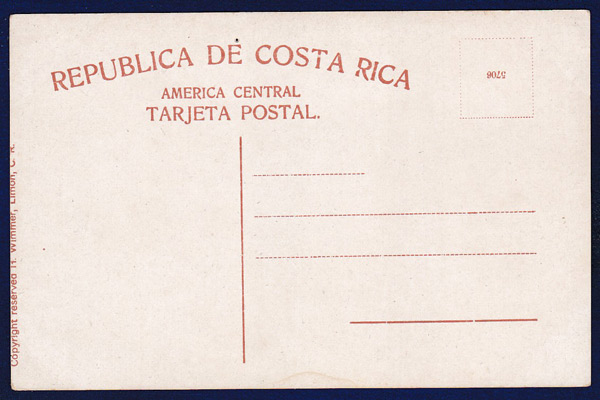 REPUBLICA DE COSTA RICA
AMERICA CENTRAL
TARJETA POSTAL.
5706
Copyright reserved H. Wimmer, Limon, C. R.